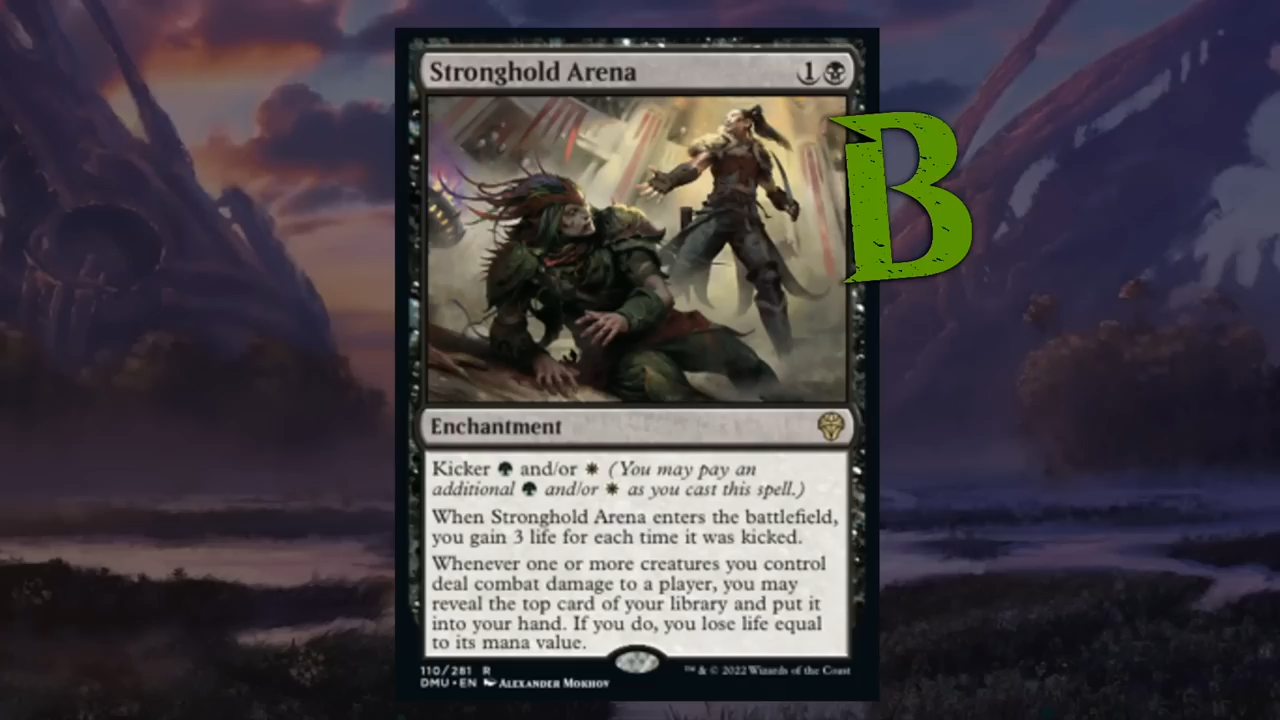 Stronghold Arena 1
B
Enchantment
Kicker and/or (You may pay an
additional and/or as you cast this spell.)
When Stronghold Arena enters the battlefield,
you gain 3 life for each time it was kicked.
Whenever one or more creatures you control
deal combat damage to a player, you may
reveal the top card of your library and put it
into your hand. If you do, you lose life equal
to its mana value.
110/281 R
DMU • EN Alexander Mokhov
™ & © 2022 Wizards of the Coast